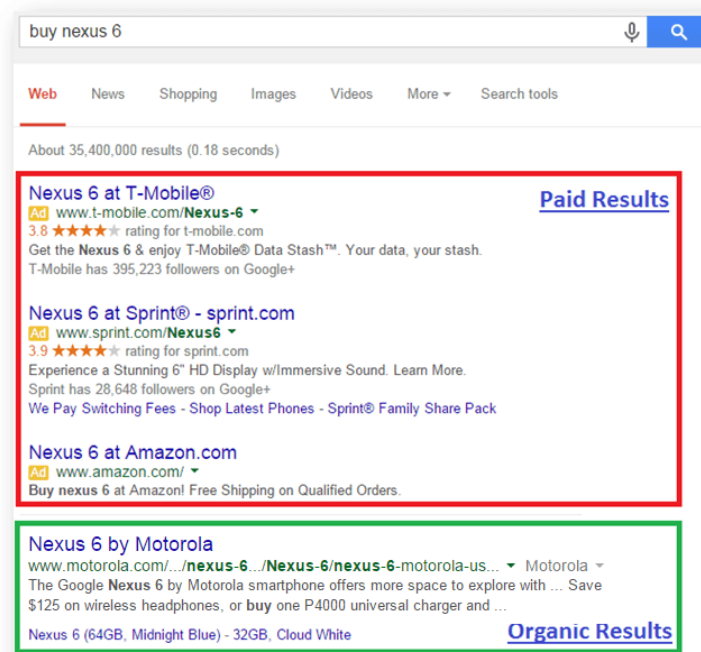 buy nexus 6
Web News Shopping Images Videos More Search tools
About 35,400,000 results (0.18 seconds)
Nexus 6 at T-Mobile®
Paid Results
Ad www.t-mobile.com/Nexus-6
3.8 ★★★★★ rating for t-mobile.com
Get the Nexus 6 & enjoy T-Mobile® Data Stash™. Your data, your stash.
T-Mobile has 395,223 followers on Google+
Nexus 6 at Sprint® - sprint.com
Ad www.sprint.com/Nexus6
3.9 ★★★★★ rating for sprint.com
Experience a Stunning 6" HD Display w/Immersive Sound. Learn More.
Sprint has 28,648 followers on Google+
We Pay Switching Fees - Shop Latest Phones - Sprint® Family Share Pack
Nexus 6 at Amazon.com
Ad www.amazon.com/
Buy nexus 6 at Amazon! Free Shipping on Qualified Orders.
Nexus 6 by Motorola
www.motorola.com/.../nexus-6.../Nexus-6/nexus-6-motorola-us... Motorola
The Google Nexus 6 by Motorola smartphone offers more space to explore with ... Save
$125 on wireless headphones, or buy one P4000 universal charger and ...
Nexus 6 (64GB, Midnight Blue) - 32GB, Cloud White
Organic Results